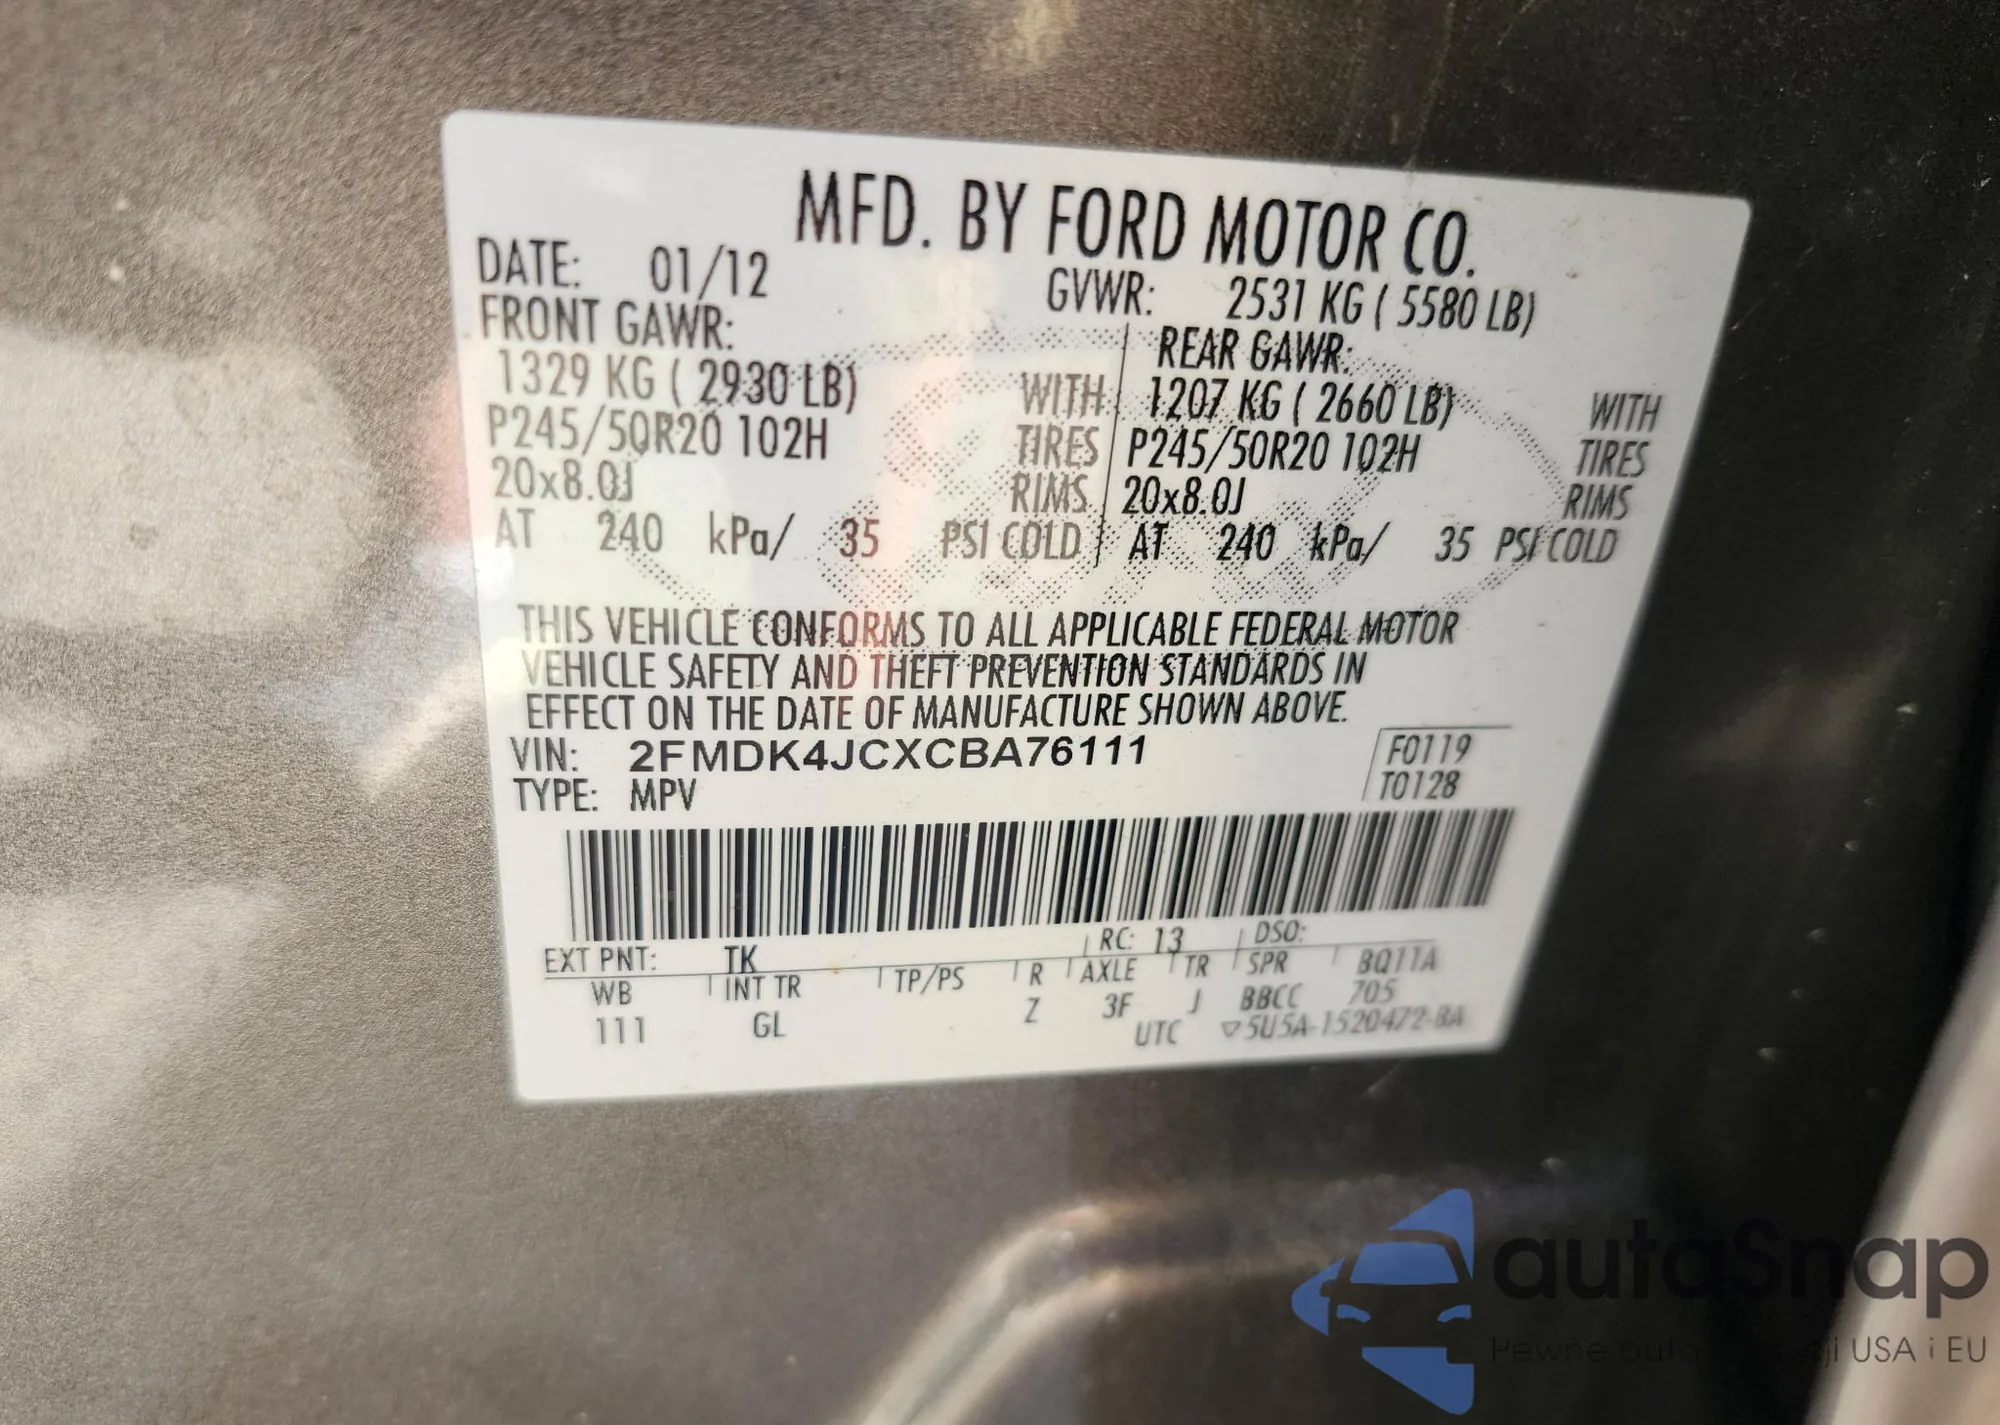 MFD. BY FORD MOTOR CO.
DATE: 01/12 GVWR: 2531 KG ( 5580 LB)
FRONT GAWR: REAR GAWR:
1329 KG ( 2930 LB) WITH 1207 KG ( 2660 LB) WITH
P245/50R20 102H TIRES P245/50R20 102H TIRES
20x8.0J RIMS 20x8.0J RIMS
AT 240 kPa/ 35 PSI COLD AT 240 kPa/ 35 PSI COLD
THIS VEHICLE CONFORMS TO ALL APPLICABLE FEDERAL MOTOR
VEHICLE SAFETY AND THEFT PREVENTION STANDARDS IN
EFFECT ON THE DATE OF MANUFACTURE SHOWN ABOVE.
VIN: 2FMDK4JCXCBA76111 F0119
TYPE: MPV T0128
EXT PNT: TK RC: 13 DSO:
WB INT TR TP/PS R AXLE TR SPR BQ11A
111 GL Z 3F J BBCC 705
UTC ▽5U5A-1520472-BA
autoSnap
Pewne auta USA i EU